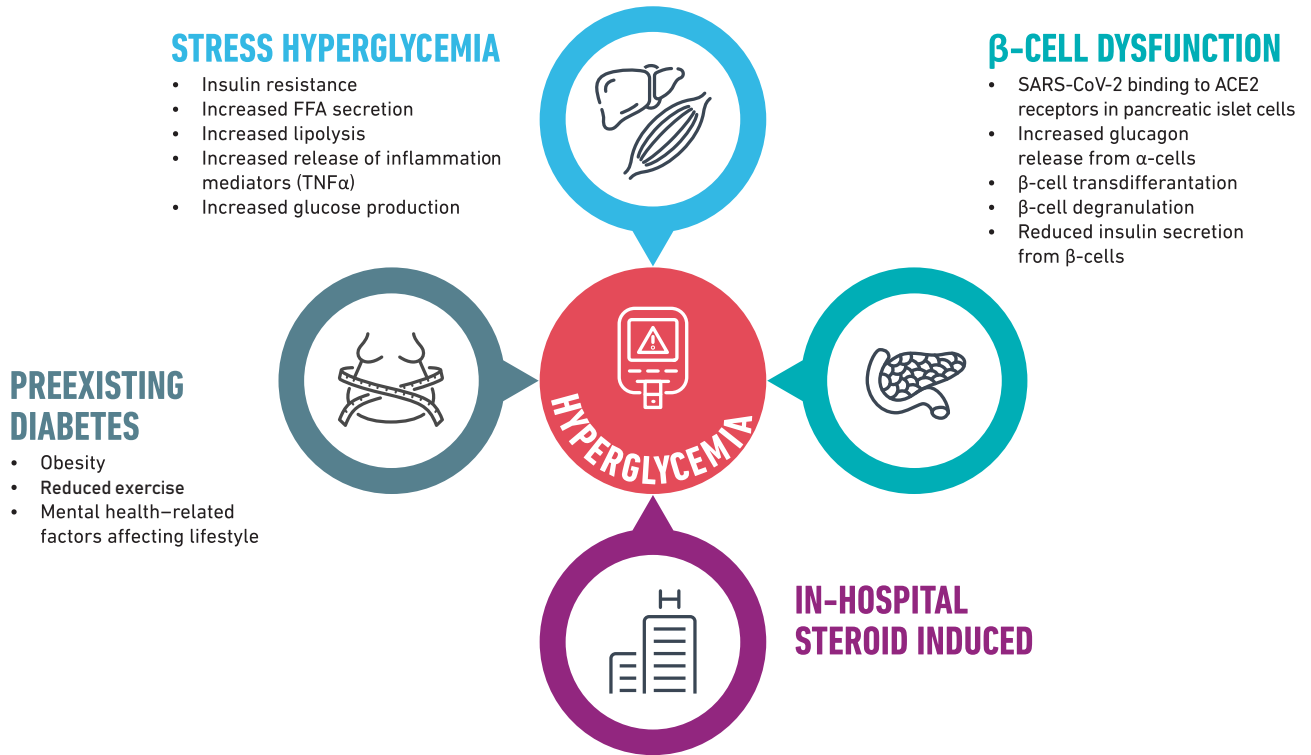 STRESS HYPERGLYCEMIA
• Insulin resistance
• Increased FFA secretion
• Increased lipolysis
• Increased release of inflammation
mediators (TNFα)
• Increased glucose production
β-CELL DYSFUNCTION
• SARS-CoV-2 binding to ACE2
receptors in pancreatic islet cells
• Increased glucagon
release from α-cells
• β-cell transdifferantation
• β-cell degranulation
• Reduced insulin secretion
from β-cells
PREEXISTING
DIABETES
• Obesity
• Reduced exercise
• Mental health–related
factors affecting lifestyle
HYPERGLYCEMIA
H
IN-HOSPITAL
STEROID INDUCED